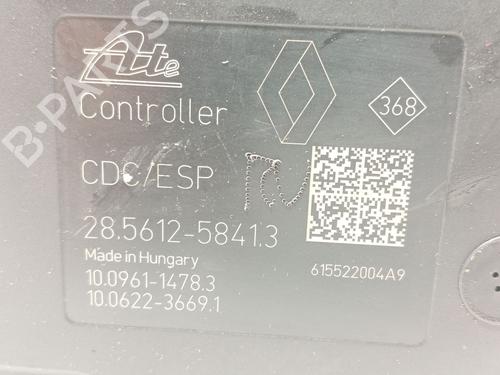 Ate
368
Controller
CDC/ESP
28.5612-5841.3
Made in Hungary
615522004A9
10.0961-1478.3
10.0622-3669.1
B-PARTS